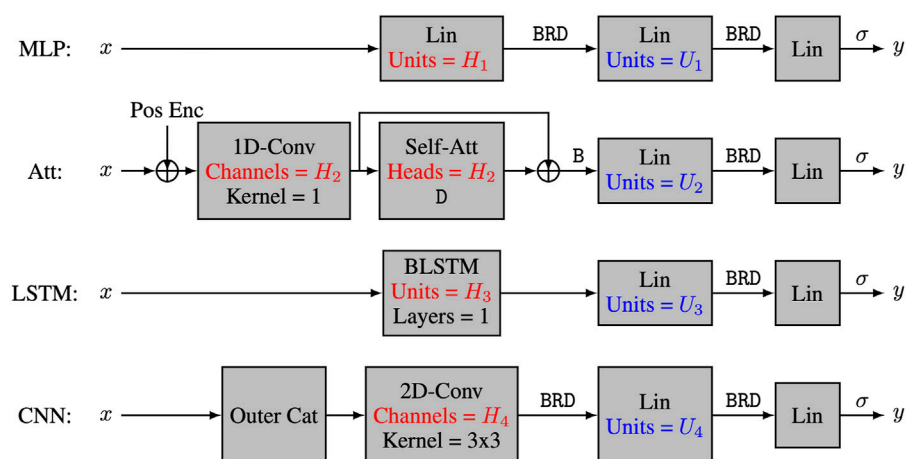 MLP: x Lin Units = H₁ BRD Lin Units = U₁ BRD Lin σ y
Pos Enc
Att: x 1D-Conv Channels = H₂ Kernel = 1 Self-Att Heads = H₂ D B Lin Units = U₂ BRD Lin σ y
LSTM: x BLSTM Units = H₃ Layers = 1 Lin Units = U₃ BRD Lin σ y
CNN: x Outer Cat 2D-Conv Channels = H₄ Kernel = 3x3 BRD Lin Units = U₄ BRD Lin σ y